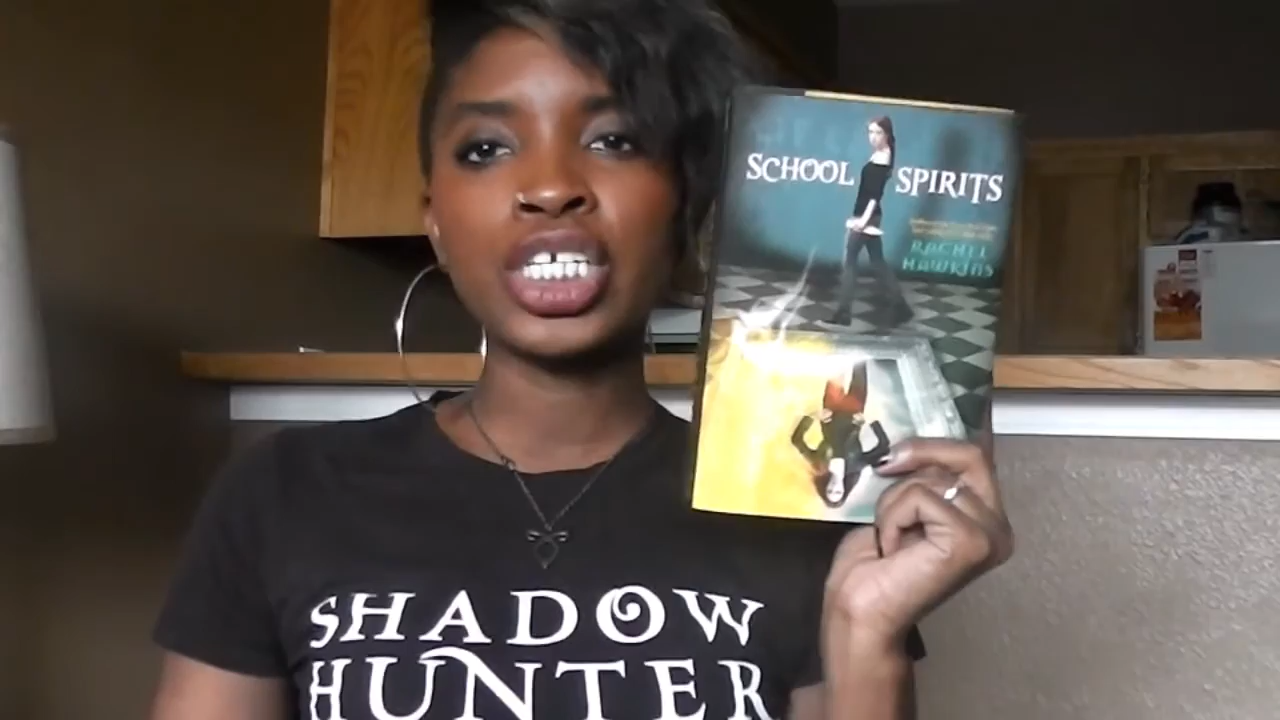 SCHOOL SPIRITS
RACHEL
HAWKINS
SHADOW
HUNTER